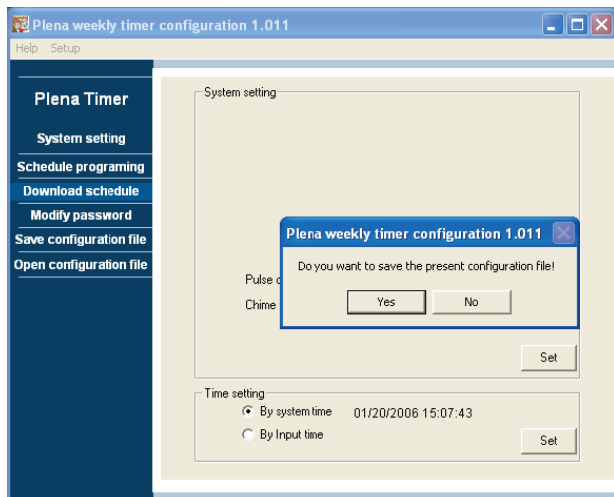 Plena weekly timer configuration 1.011
Help Setup
Plena Timer
System setting
Schedule programing
Download schedule
Modify password
Save configuration file
Open configuration file
System setting
Plena weekly timer configuration 1.011
Do you want to save the present configuration file!
Yes No
Pulse
Chime
Set
Time setting
By system time 01/20/2006 15:07:43
By Input time
Set